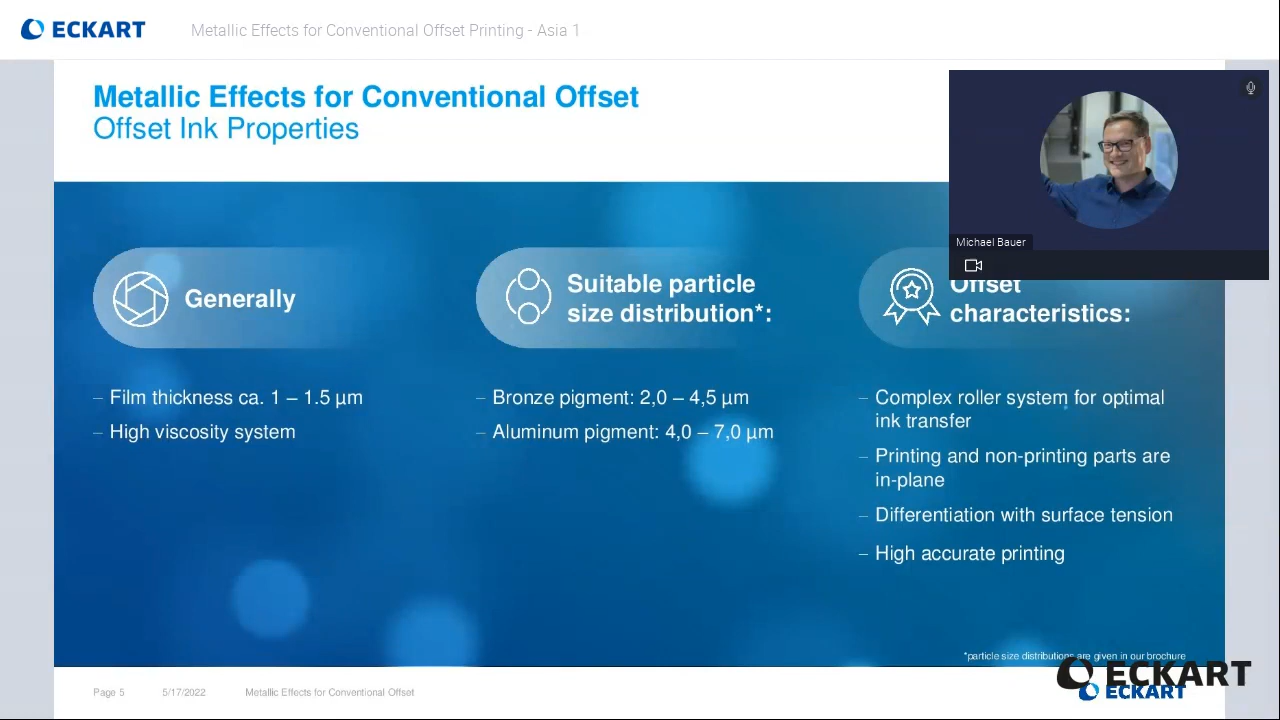 ECKART
Metallic Effects for Conventional Offset Printing - Asia 1
Metallic Effects for Conventional Offset
Offset Ink Properties
Michael Bauer
Generally
– Film thickness ca. 1 – 1.5 µm
– High viscosity system
Suitable particle
size distribution*:
– Bronze pigment: 2,0 – 4,5 µm
– Aluminum pigment: 4,0 – 7,0 µm
Offset
characteristics:
– Complex roller system for optimal
ink transfer
– Printing and non-printing parts are
in-plane
– Differentiation with surface tension
– High accurate printing
*particle size distributions are given in our brochure
Page 5 5/17/2022 Metallic Effects for Conventional Offset
ECKART
ECKART